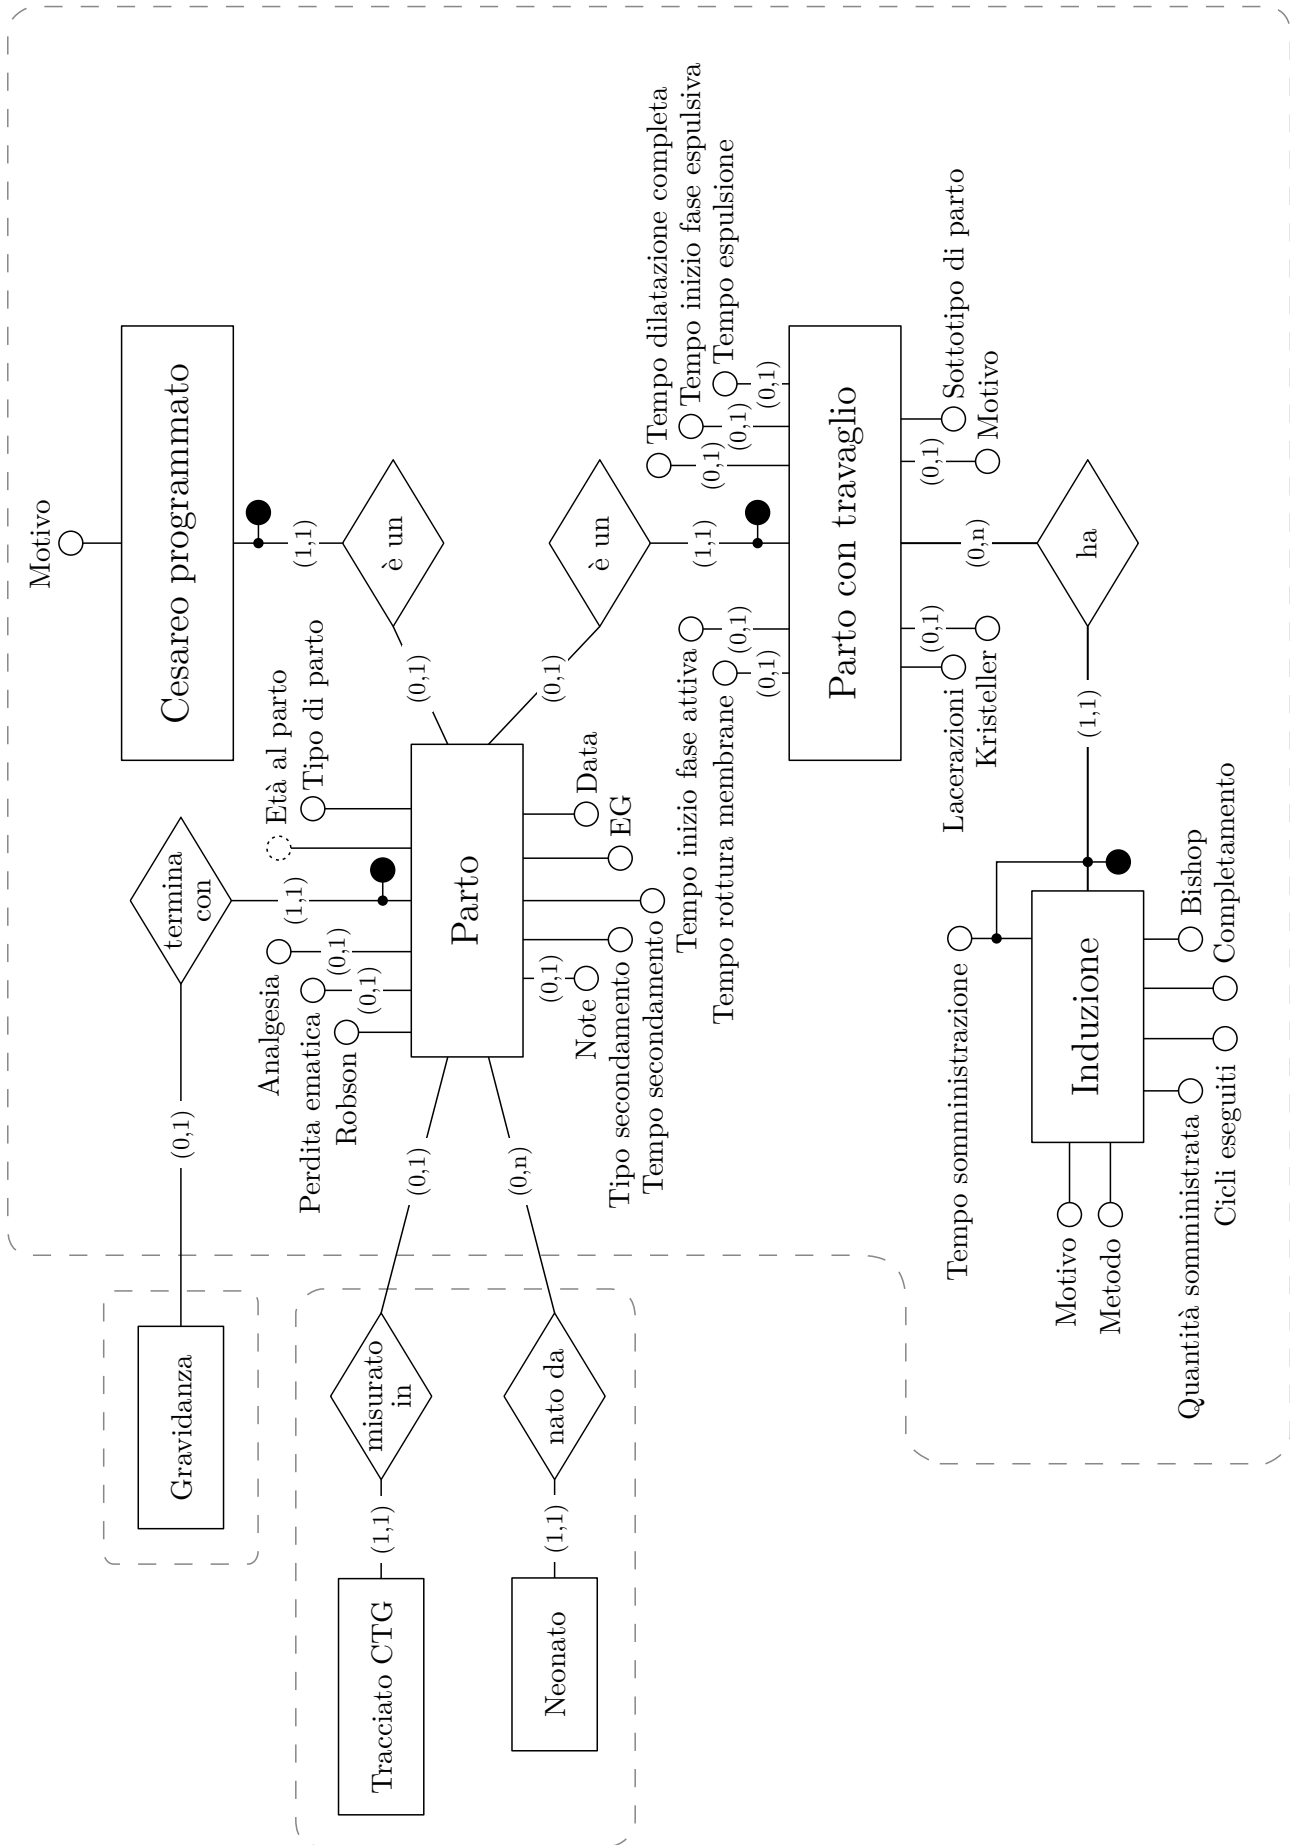 Motivo
Cesareo programmato
(1,1)
è un
(0,1)
Gravidanza
(0,1)
termina
con
(1,1)
Età al parto
Tipo di parto
Analgesia
(0,1)
Perdita ematica
(0,1)
Robson
Parto
Data
EG
Tempo secondamento
Tipo secondamento
Note
(0,1)
(0,1)
misurato
in
(1,1)
Tracciato CTG
(0,n)
nato da
(1,1)
Neonato
(0,1)
è un
(1,1)
Tempo dilatazione completa
(0,1)
Tempo inizio fase espulsiva
(0,1)
Tempo espulsione
(0,1)
Tempo inizio fase attiva
(0,1)
Tempo rottura membrane
(0,1)
Parto con travaglio
Sottotipo di parto
Motivo
(0,1)
Lacerazioni
Kristeller
(0,1)
(0,n)
ha
(1,1)
Tempo somministrazione
Induzione
Motivo
Metodo
Quantità somministrata
Cicli eseguiti
Completamento
Bishop